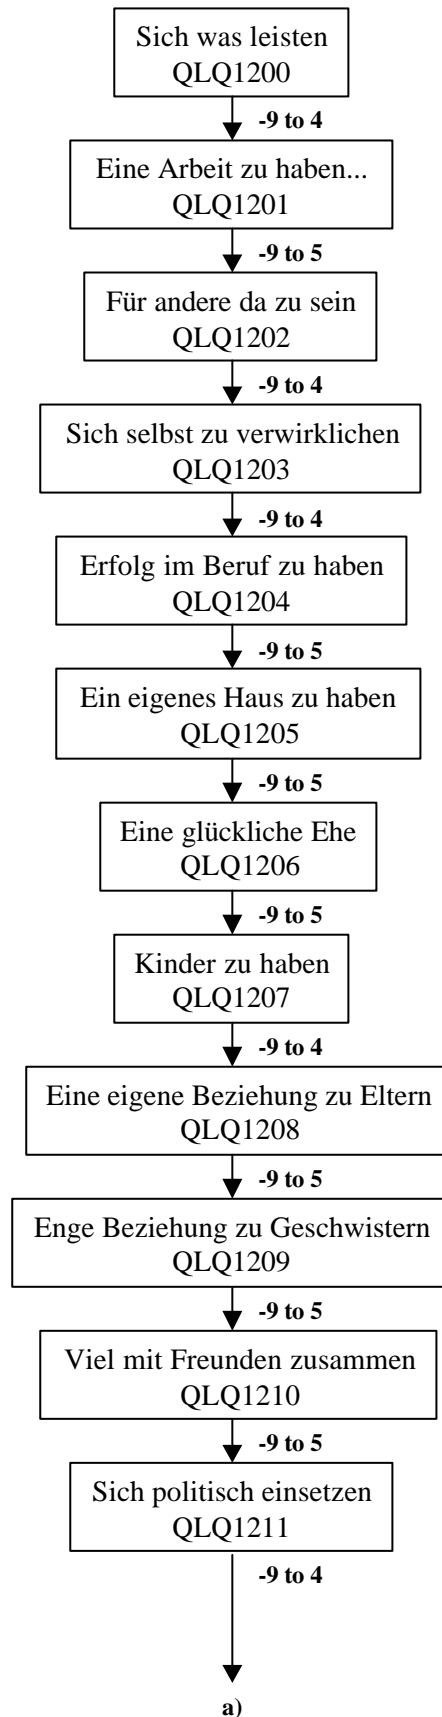 Sich was leisten
QLQ1200
-9 to 4
Eine Arbeit zu haben...
QLQ1201
-9 to 5
Für andere da zu sein
QLQ1202
-9 to 4
Sich selbst zu verwirklichen
QLQ1203
-9 to 4
Erfolg im Beruf zu haben
QLQ1204
-9 to 5
Ein eigenes Haus zu haben
QLQ1205
-9 to 5
Eine glückliche Ehe
QLQ1206
-9 to 5
Kinder zu haben
QLQ1207
-9 to 4
Eine eigene Beziehung zu Eltern
QLQ1208
-9 to 5
Enge Beziehung zu Geschwistern
QLQ1209
-9 to 5
Viel mit Freunden zusammen
QLQ1210
-9 to 5
Sich politisch einsetzen
QLQ1211
-9 to 4
a)